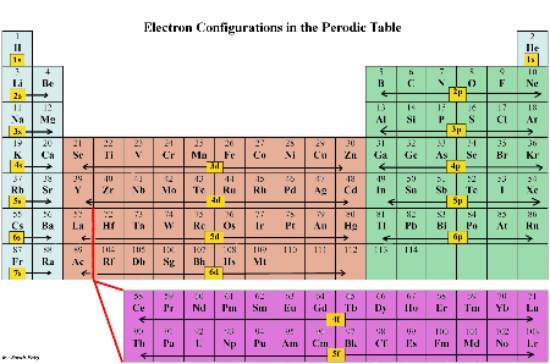 Electron Configurations in the Perodic Table
1 2
H He
1s 1s
3 4 5 6 7 8 9 10
Li Be B C N O F Ne
2s 2p
11 12 13 14 15 16 17 18
Na Mg Al Si P S Cl Ar
3s 3p
19 20 21 22 23 24 25 26 27 28 29 30 31 32 33 34 35 36
K Ca Sc Ti V Cr Mn Fe Co Ni Cu Zn Ga Ge As Se Br Kr
4s 3d 4p
37 38 39 40 41 42 43 44 45 46 47 48 49 50 51 52 53 54
Rb Sr Y Zr Nb Mo Tc Ru Rh Pd Ag Cd In Sn Sb Te I Xe
5s 4d 5p
55 56 57 72 73 74 75 76 77 78 79 80 81 82 83 84 85 86
Cs Ba La Hf Ta W Re Os Ir Pt Au Hg Tl Pb Bi Po At Rn
6s 5d 6p
87 88 89 104 105 106 107 108 109 110 111 112 113 114
Fr Ra Ac Rf Db Sg Bh Hs Mt
7s 6d
58 59 60 61 62 63 64 65 66 67 68 69 70 71
Ce Pr Nd Pm Sm Eu Gd Tb Dy Ho Er Tm Yb Lu
4f
90 91 92 93 94 95 96 97 98 99 100 101 102 103
Th Pa Np Pu Am Cm Bk Cf Es Fm Md No Lr
5f